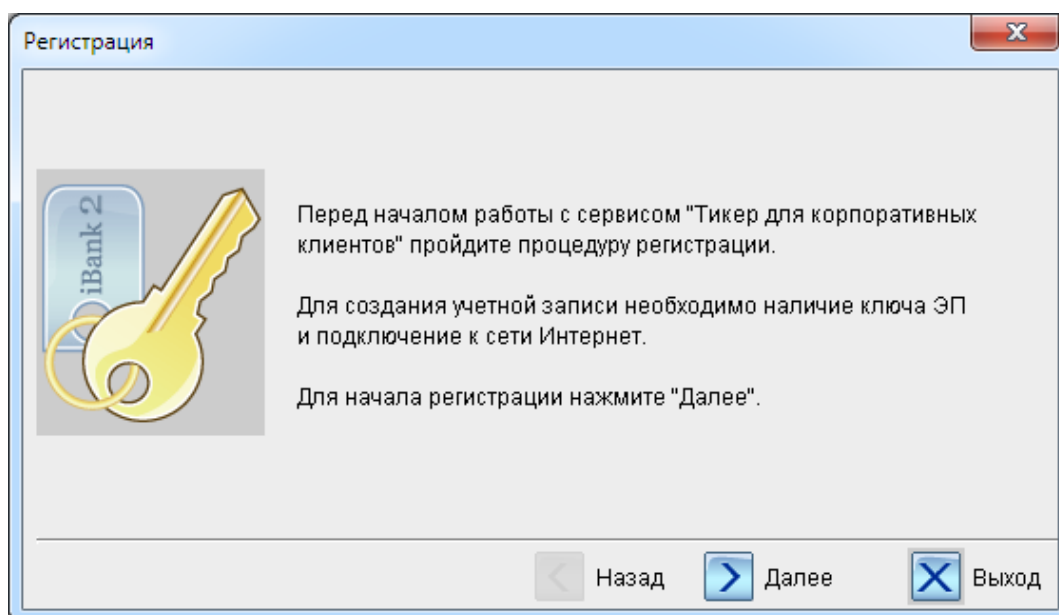 Регистрация
iBank 2
Перед началом работы с сервисом "Тикер для корпоративных
клиентов" пройдите процедуру регистрации.
Для создания учетной записи необходимо наличие ключа ЭП
и подключение к сети Интернет.
Для начала регистрации нажмите "Далее".
Назад
Далее
Выход